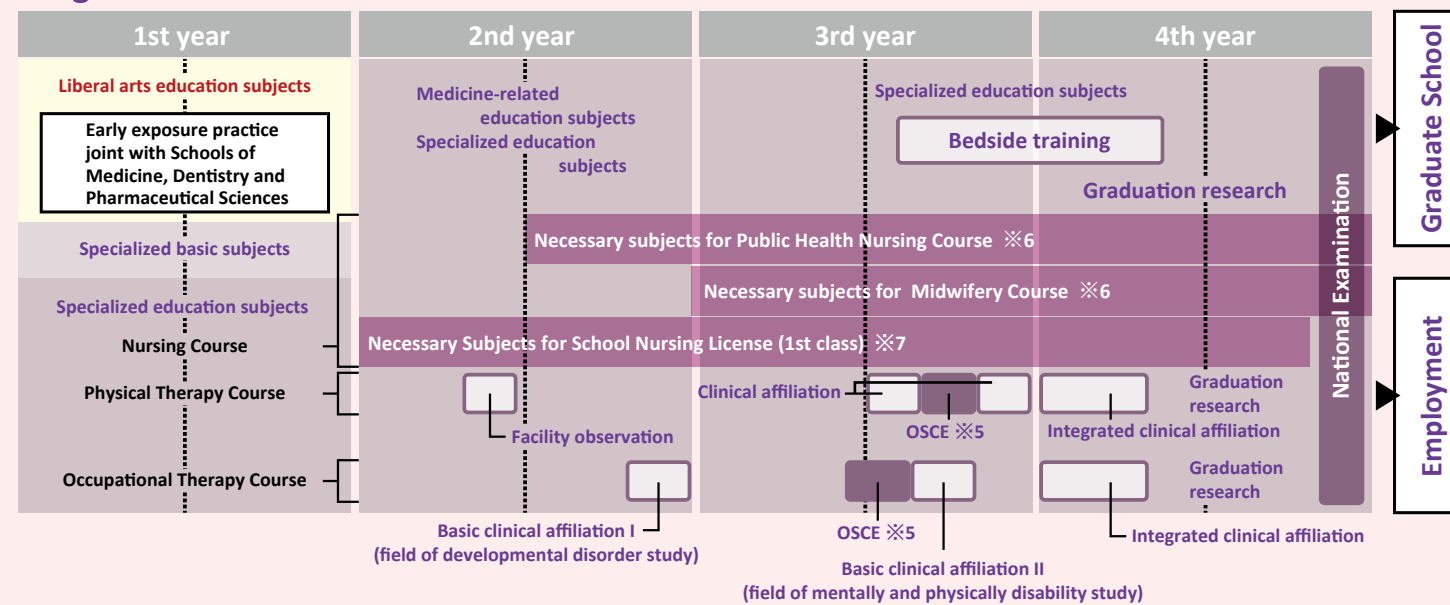 1st year
2nd year
3rd year
4th year
Liberal arts education subjects
Early exposure practice
joint with Schools of
Medicine, Dentistry and
Pharmaceutical Sciences
Specialized basic subjects
Specialized education subjects
Nursing Course
Physical Therapy Course
Occupational Therapy Course
Medicine-related
education subjects
Specialized education
subjects
Specialized education subjects
Bedside training
Graduation research
Necessary subjects for Public Health Nursing Course ※6
Necessary subjects for Midwifery Course ※6
Necessary Subjects for School Nursing License (1st class) ※7
Facility observation
Clinical affiliation
OSCE ※5
Integrated clinical affiliation
Graduation
research
Basic clinical affiliation I
(field of developmental disorder study)
OSCE ※5
Basic clinical affiliation II
(field of mentally and physically disability study)
Graduation
research
Integrated clinical affiliation
National Examination
Graduate School
Employment